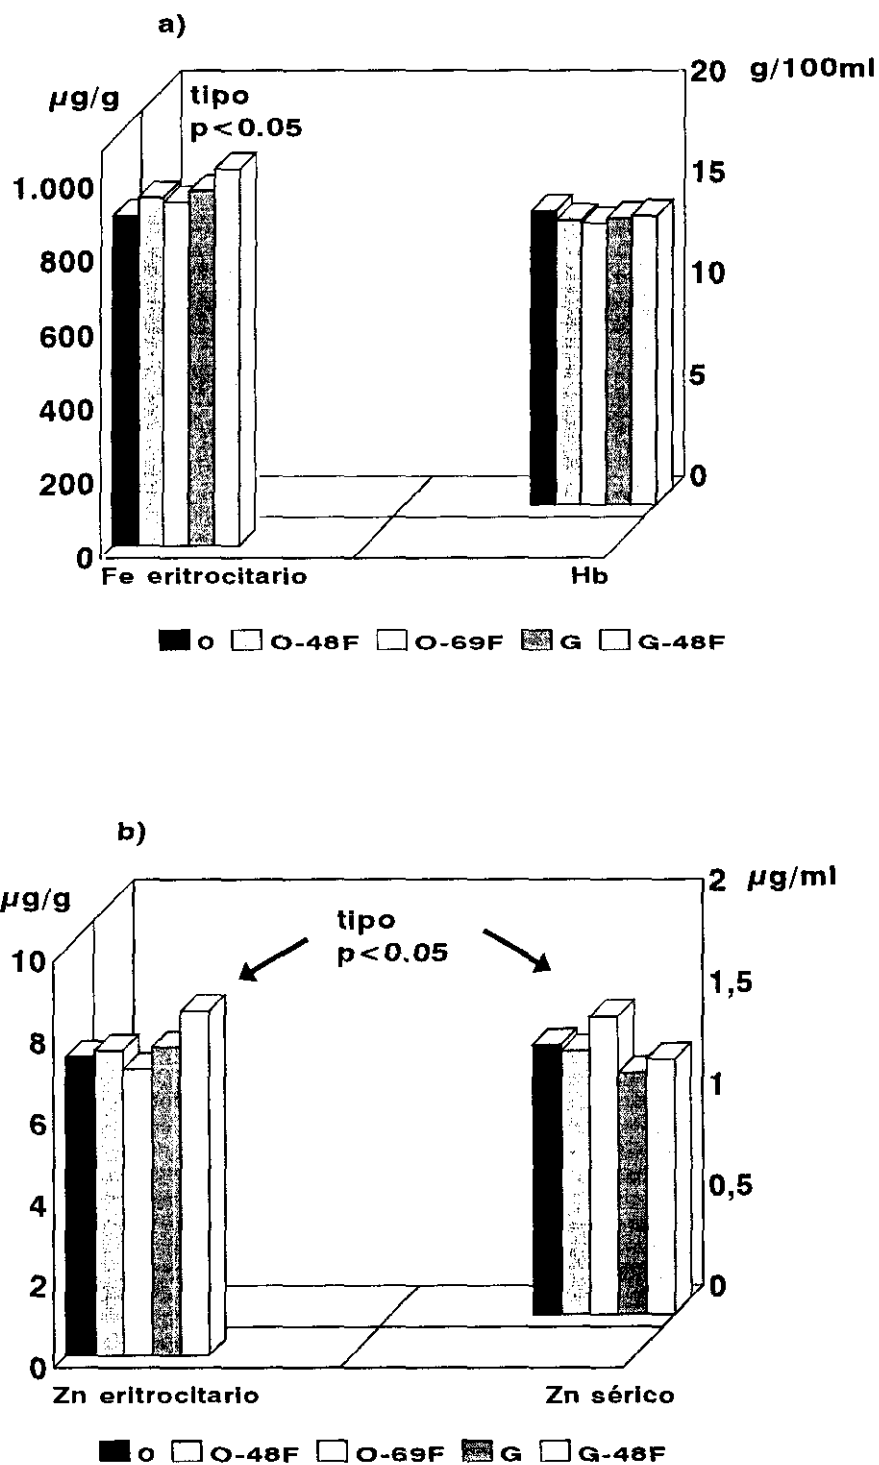 a)
µg/g
tipo
p<0.05
20 g/100ml
1.000
800
600
400
200
0
15
10
5
0
Fe eritrocitario
Hb
0 O-48F O-69F G G-48F
b)
µg/g
tipo
p<0.05
2 µg/ml
10
8
6
4
2
0
1,5
1
0,5
0
Zn eritrocitario
Zn sérico
0 O-48F O-69F G G-48F